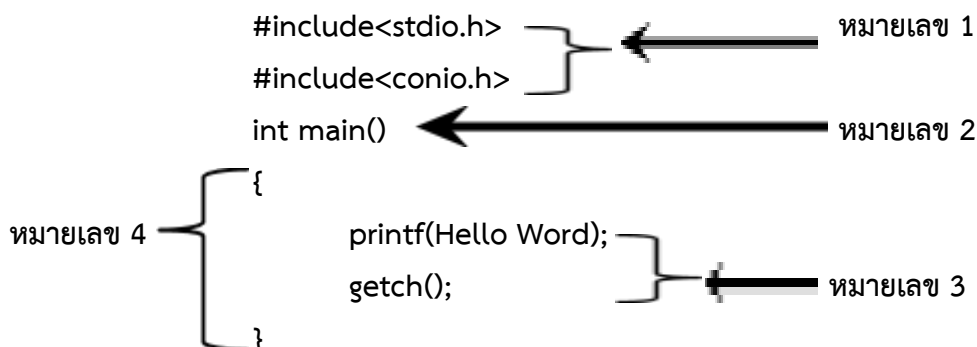 #include<stdio.h> หมายเลข 1
#include<conio.h>
int main() หมายเลข 2
{
หมายเลข 4 printf(Hello Word);
getch(); หมายเลข 3
}